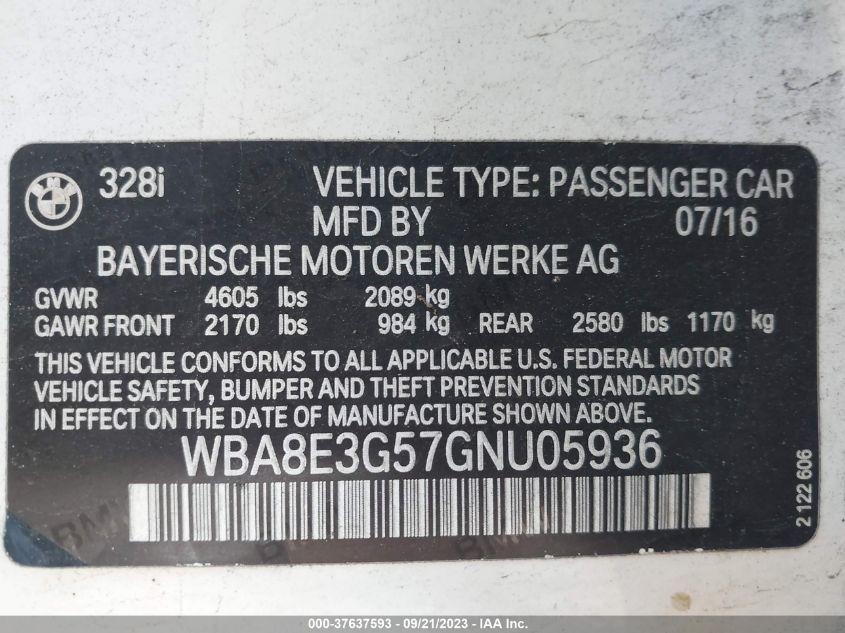 328i VEHICLE TYPE: PASSENGER CAR
MFD BY 07/16
BAYERISCHE MOTOREN WERKE AG
GVWR 4605 lbs 2089 kg
GAWR FRONT 2170 lbs 984 kg REAR 2580 lbs 1170 kg
THIS VEHICLE CONFORMS TO ALL APPLICABLE U.S. FEDERAL MOTOR
VEHICLE SAFETY, BUMPER AND THEFT PREVENTION STANDARDS
IN EFFECT ON THE DATE OF MANUFACTURE SHOWN ABOVE.
WBA8E3G57GNU05936
2 122 606
BMW
000-37637593 - 09/21/2023 - IAA Inc.